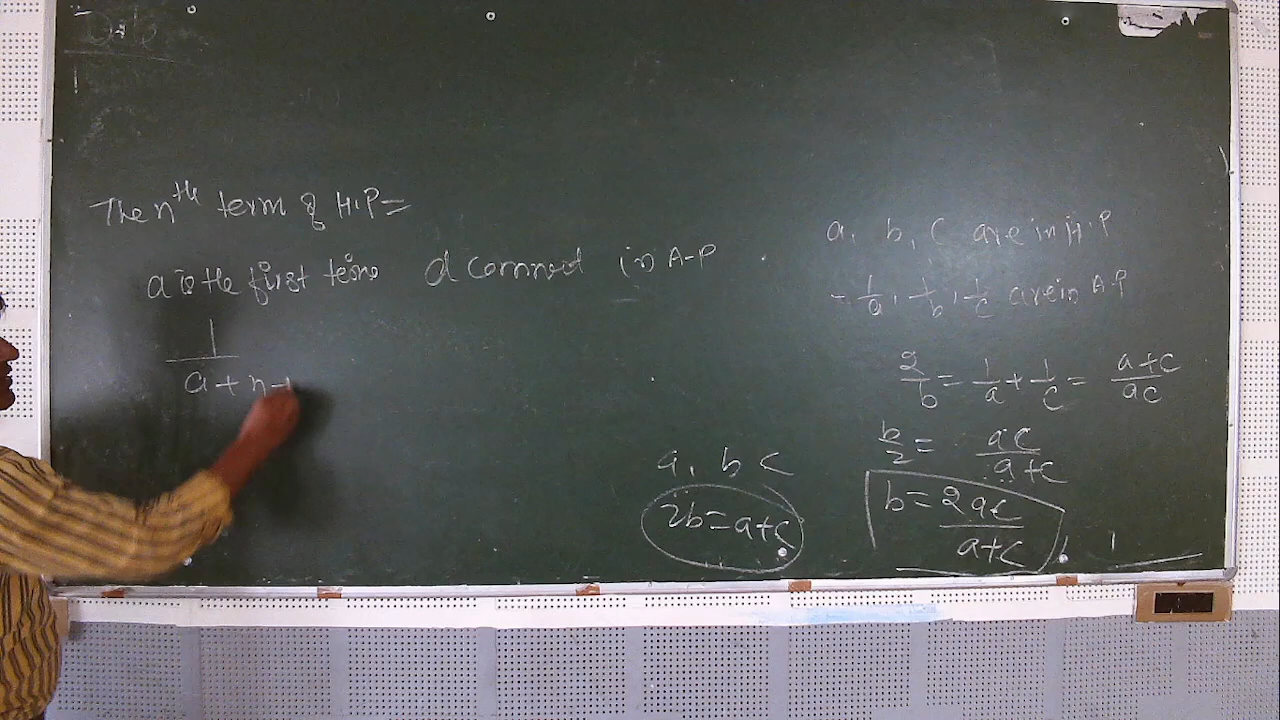 The nth term of H.P =
a is the first term d common in A-P
1/a + n-1
a, b, c are in H.P
1/a, 1/b, 1/c are in A.P
2/b = 1/a + 1/c = a+c/ac
b/2 = ac/a+c
b = 2ac/a+c
a, b c
2b = a+c